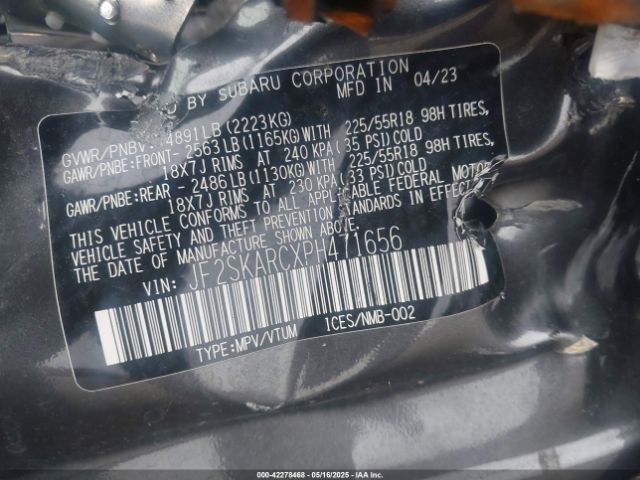 BY SUBARU CORPORATION
MFD IN 04/23
GVWR/PNBV: 4891LB(2223KG)
GAWR/PNBE:FRONT- 2563LB(1165KG)WITH 225/55R18 98H TIRES,
18X7J RIMS AT 240 KPA(35 PSI)COLD
GAWR/PNBE:REAR - 2486LB(1130KG)WITH 225/55R18 98H TIRES,
18X7J RIMS AT 230 KPA(33 PSI)COLD
THIS VEHICLE CONFORMS TO ALL APPLICABLE FEDERAL MOTOR
VEHICLE SAFETY AND THEFT PREVENTION STANDARDS IN EFFECT
THE DATE OF MANUFACTURE SHOWN ABOVE.
VIN: JF2SKARCXPH471656
TYPE:MPV/VTUM ICES/NMB-002
000-42278468 - 05/16/2025 - IAAI.COM